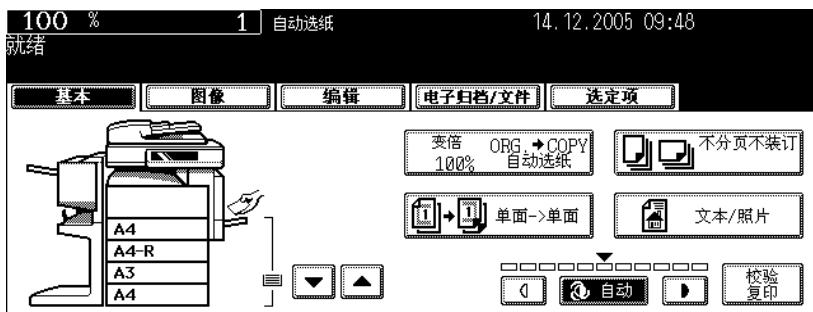 100 % 1 自动选纸 14.12.2005 09:48
就绪
基本 图像 编辑 电子归档/文件 选定项
变倍 ORG.➔COPY
100% 自动选纸
不分页不装订
1➔1 单面->单面
文本/照片
A4
A4-R
A3
A4
自动
校验
复印